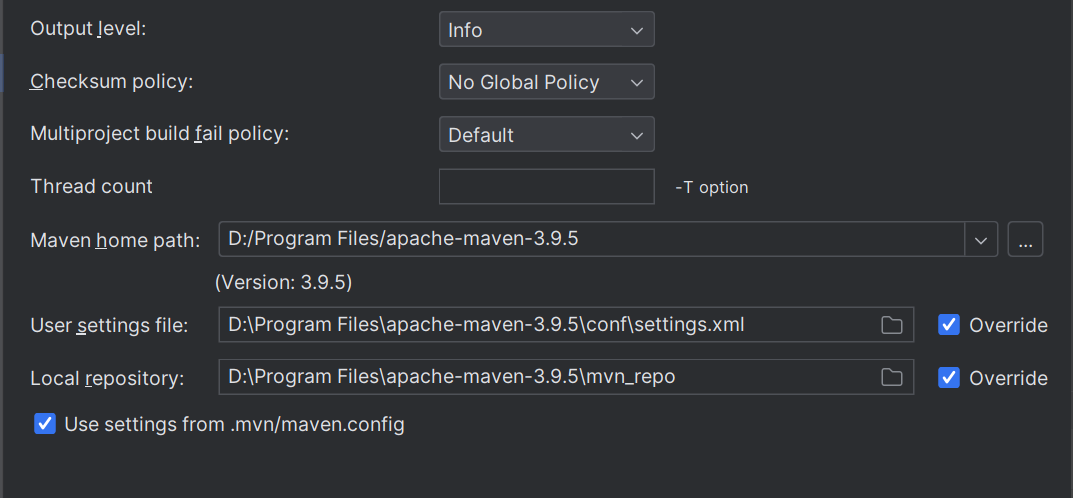 Output level: Info
Checksum policy: No Global Policy
Multiproject build fail policy: Default
Thread count -T option
Maven home path: D:/Program Files/apache-maven-3.9.5 ...
(Version: 3.9.5)
User settings file: D:\Program Files\apache-maven-3.9.5\conf\settings.xml Override
Local repository: D:\Program Files\apache-maven-3.9.5\mvn_repo Override
Use settings from .mvn/maven.config